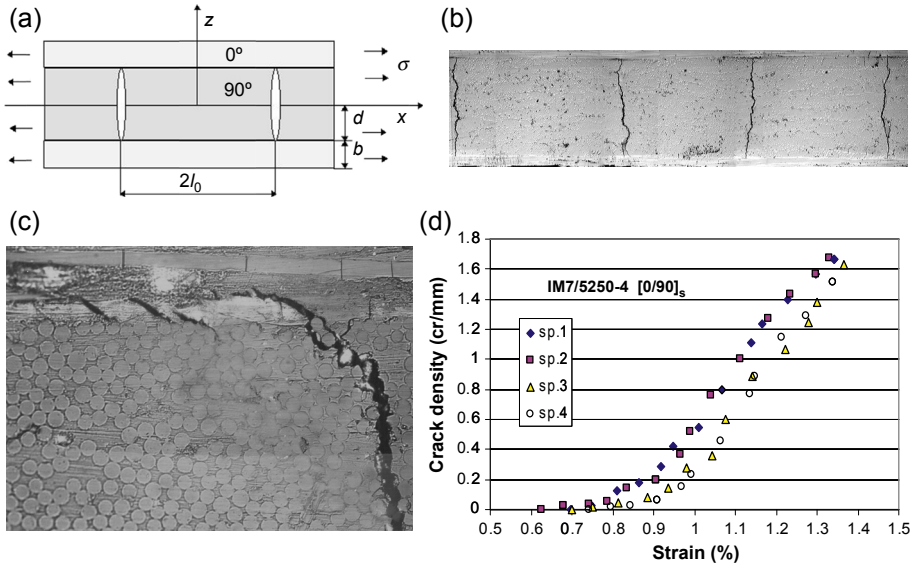 (a)
z
0º
σ
90º
d
x
b
2l₀
(b)
(c)
(d)
1.8
1.6
1.4
1.2
1
0.8
0.6
0.4
0.2
0
Crack density (cr/mm)
IM7/5250-4 [0/90]s
sp.1
sp.2
sp.3
sp.4
0.5 0.6 0.7 0.8 0.9 1 1.1 1.2 1.3 1.4 1.5
Strain (%)